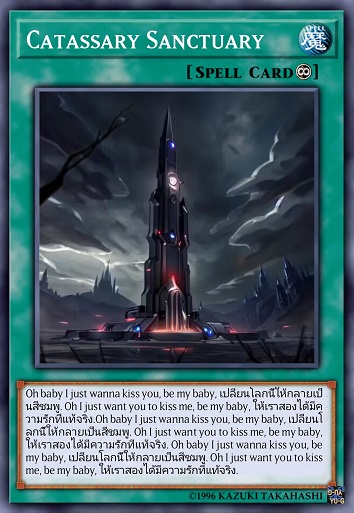 CATASSARY SANCTUARY
[SPELL CARD]
Oh baby I just wanna kiss you, be my baby, เปลี่ยนโลกนี้ให้กลายเป็
นสีชมพู. Oh I just want you to kiss me, be my baby, ให้เราสองได้มีค
วามรักที่แท้จริง.Oh baby I just wanna kiss you, be my baby, เปลี่ยนโ
ลกนี้ให้กลายเป็นสีชมพู. Oh I just want you to kiss me, be my baby,
ให้เราสองได้มีความรักที่แท้จริง. Oh baby I just wanna kiss you, be my
baby, เปลี่ยนโลกนี้ให้กลายเป็นสีชมพู. Oh I just want you to kiss
me, be my baby, ให้เราสองได้มีความรักที่แท้จริง.
©1996 KAZUKI TAKAHASHI